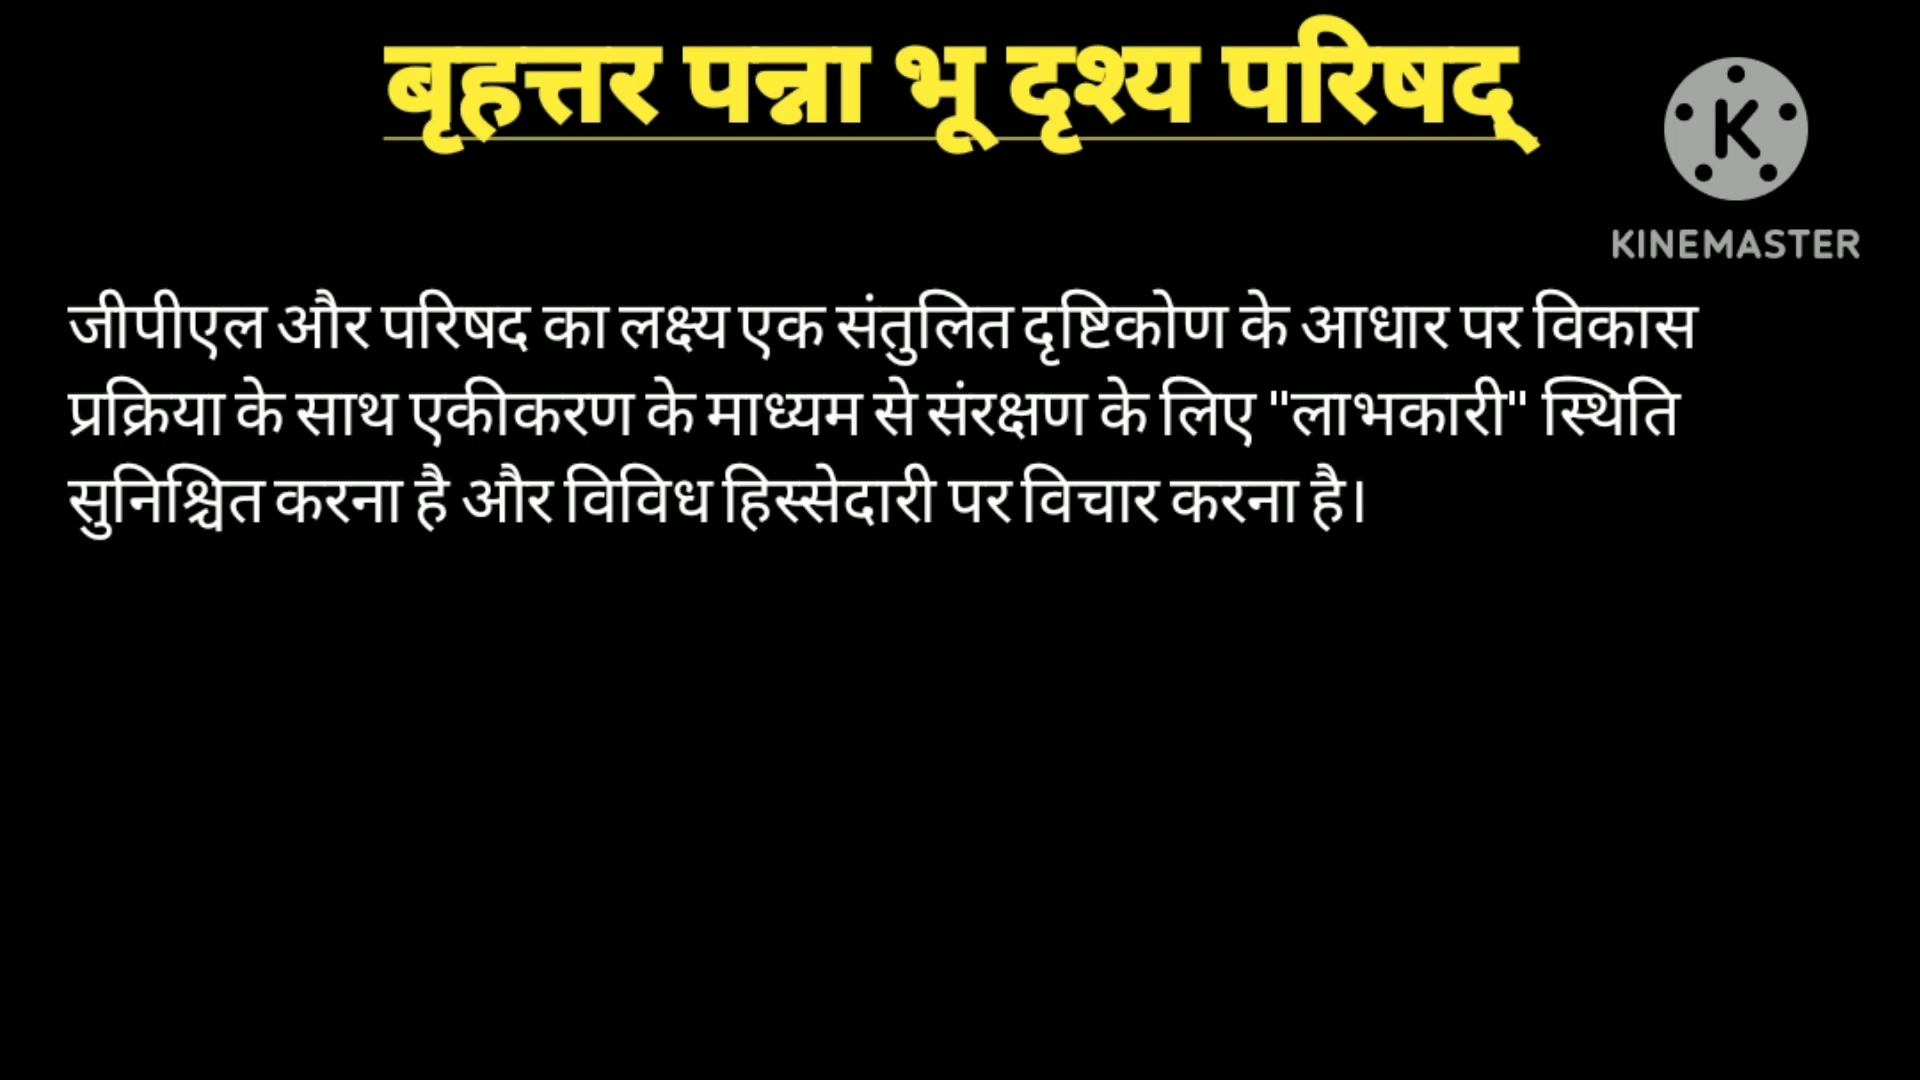 बृहत्तर पन्ना भू दृश्य परिषद्
K
KINEMASTER
जीपीएल और परिषद का लक्ष्य एक संतुलित दृष्टिकोण के आधार पर विकास
प्रक्रिया के साथ एकीकरण के माध्यम से संरक्षण के लिए "लाभकारी" स्थिति
सुनिश्चित करना है और विविध हिस्सेदारी पर विचार करना है।